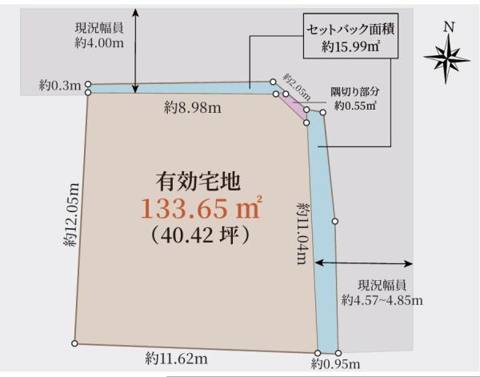 現況幅員
約4.00m
セットバック面積
約15.99㎡
N
約0.3m
約2.05m
隅切り部分
約0.55㎡
約8.98m
有効宅地
133.65㎡
(40.42坪)
約12.05m
約11.04m
現況幅員
約4.57~4.85m
約11.62m
約0.95m